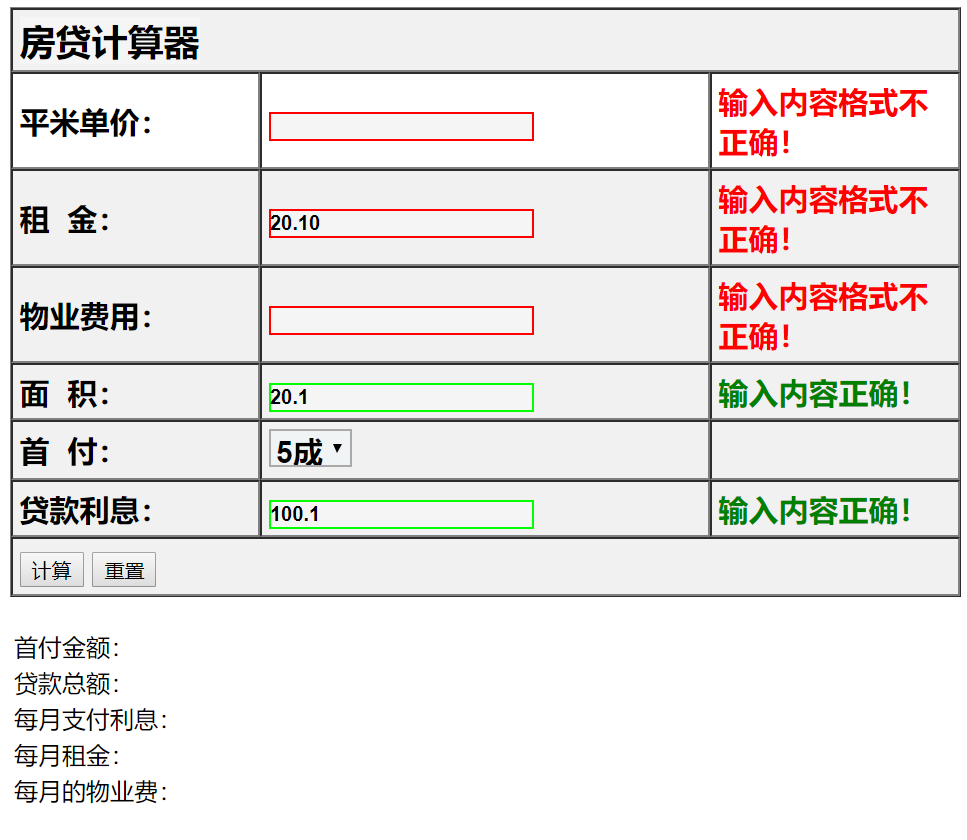 房贷计算器
平米单价：
输入内容格式不
正确！
租 金：
20.10
输入内容格式不
正确！
物业费用：
输入内容格式不
正确！
面 积：
20.1
输入内容正确！
首 付：
5成
贷款利息：
100.1
输入内容正确！
计算 重置
首付金额：
贷款总额：
每月支付利息：
每月租金：
每月的物业费：